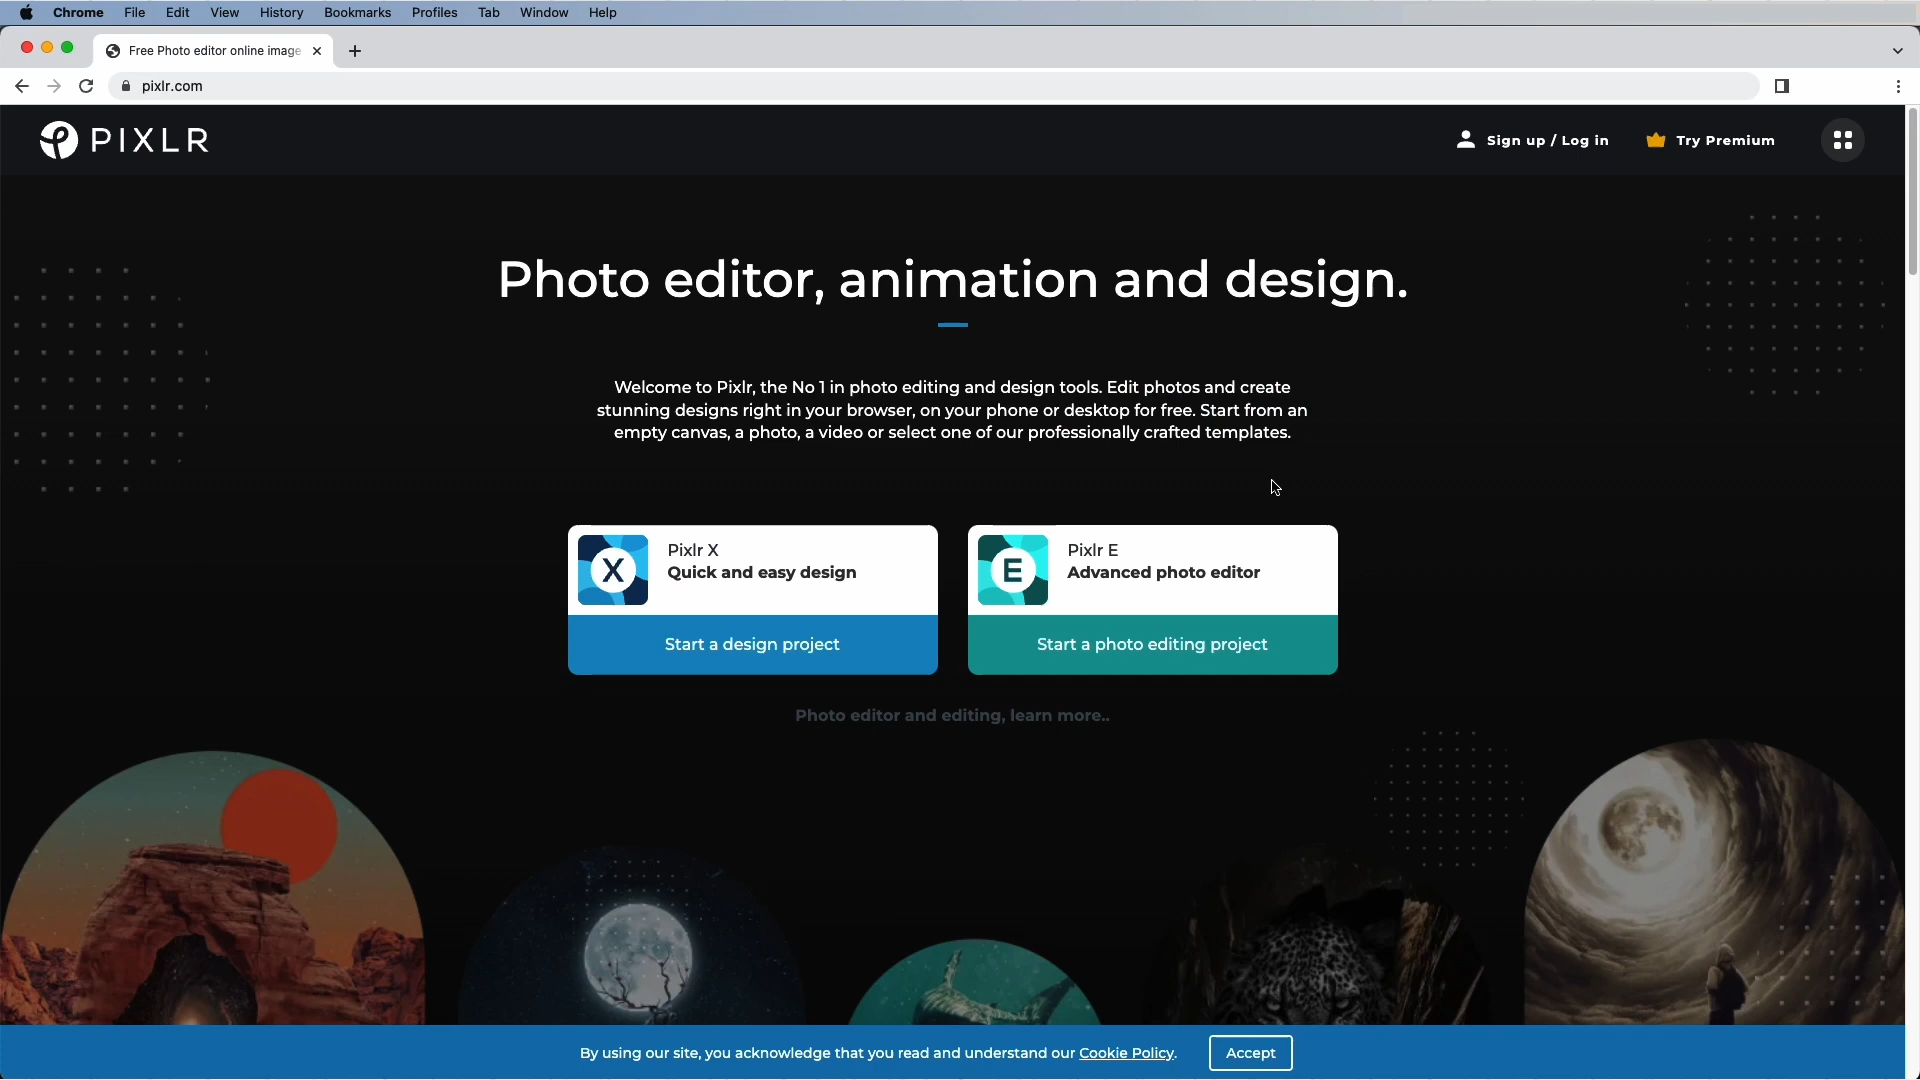 Chrome File Edit View History Bookmarks Profiles Tab Window Help
Free Photo editor online image
pixlr.com
PIXLR
Sign up / Log in
Try Premium
Photo editor, animation and design.
Welcome to Pixlr, the No 1 in photo editing and design tools. Edit photos and create
stunning designs right in your browser, on your phone or desktop for free. Start from an
empty canvas, a photo, a video or select one of our professionally crafted templates.
X
Pixlr X
Quick and easy design
Start a design project
E
Pixlr E
Advanced photo editor
Start a photo editing project
Photo editor and editing, learn more..
By using our site, you acknowledge that you read and understand our Cookie Policy.
Accept